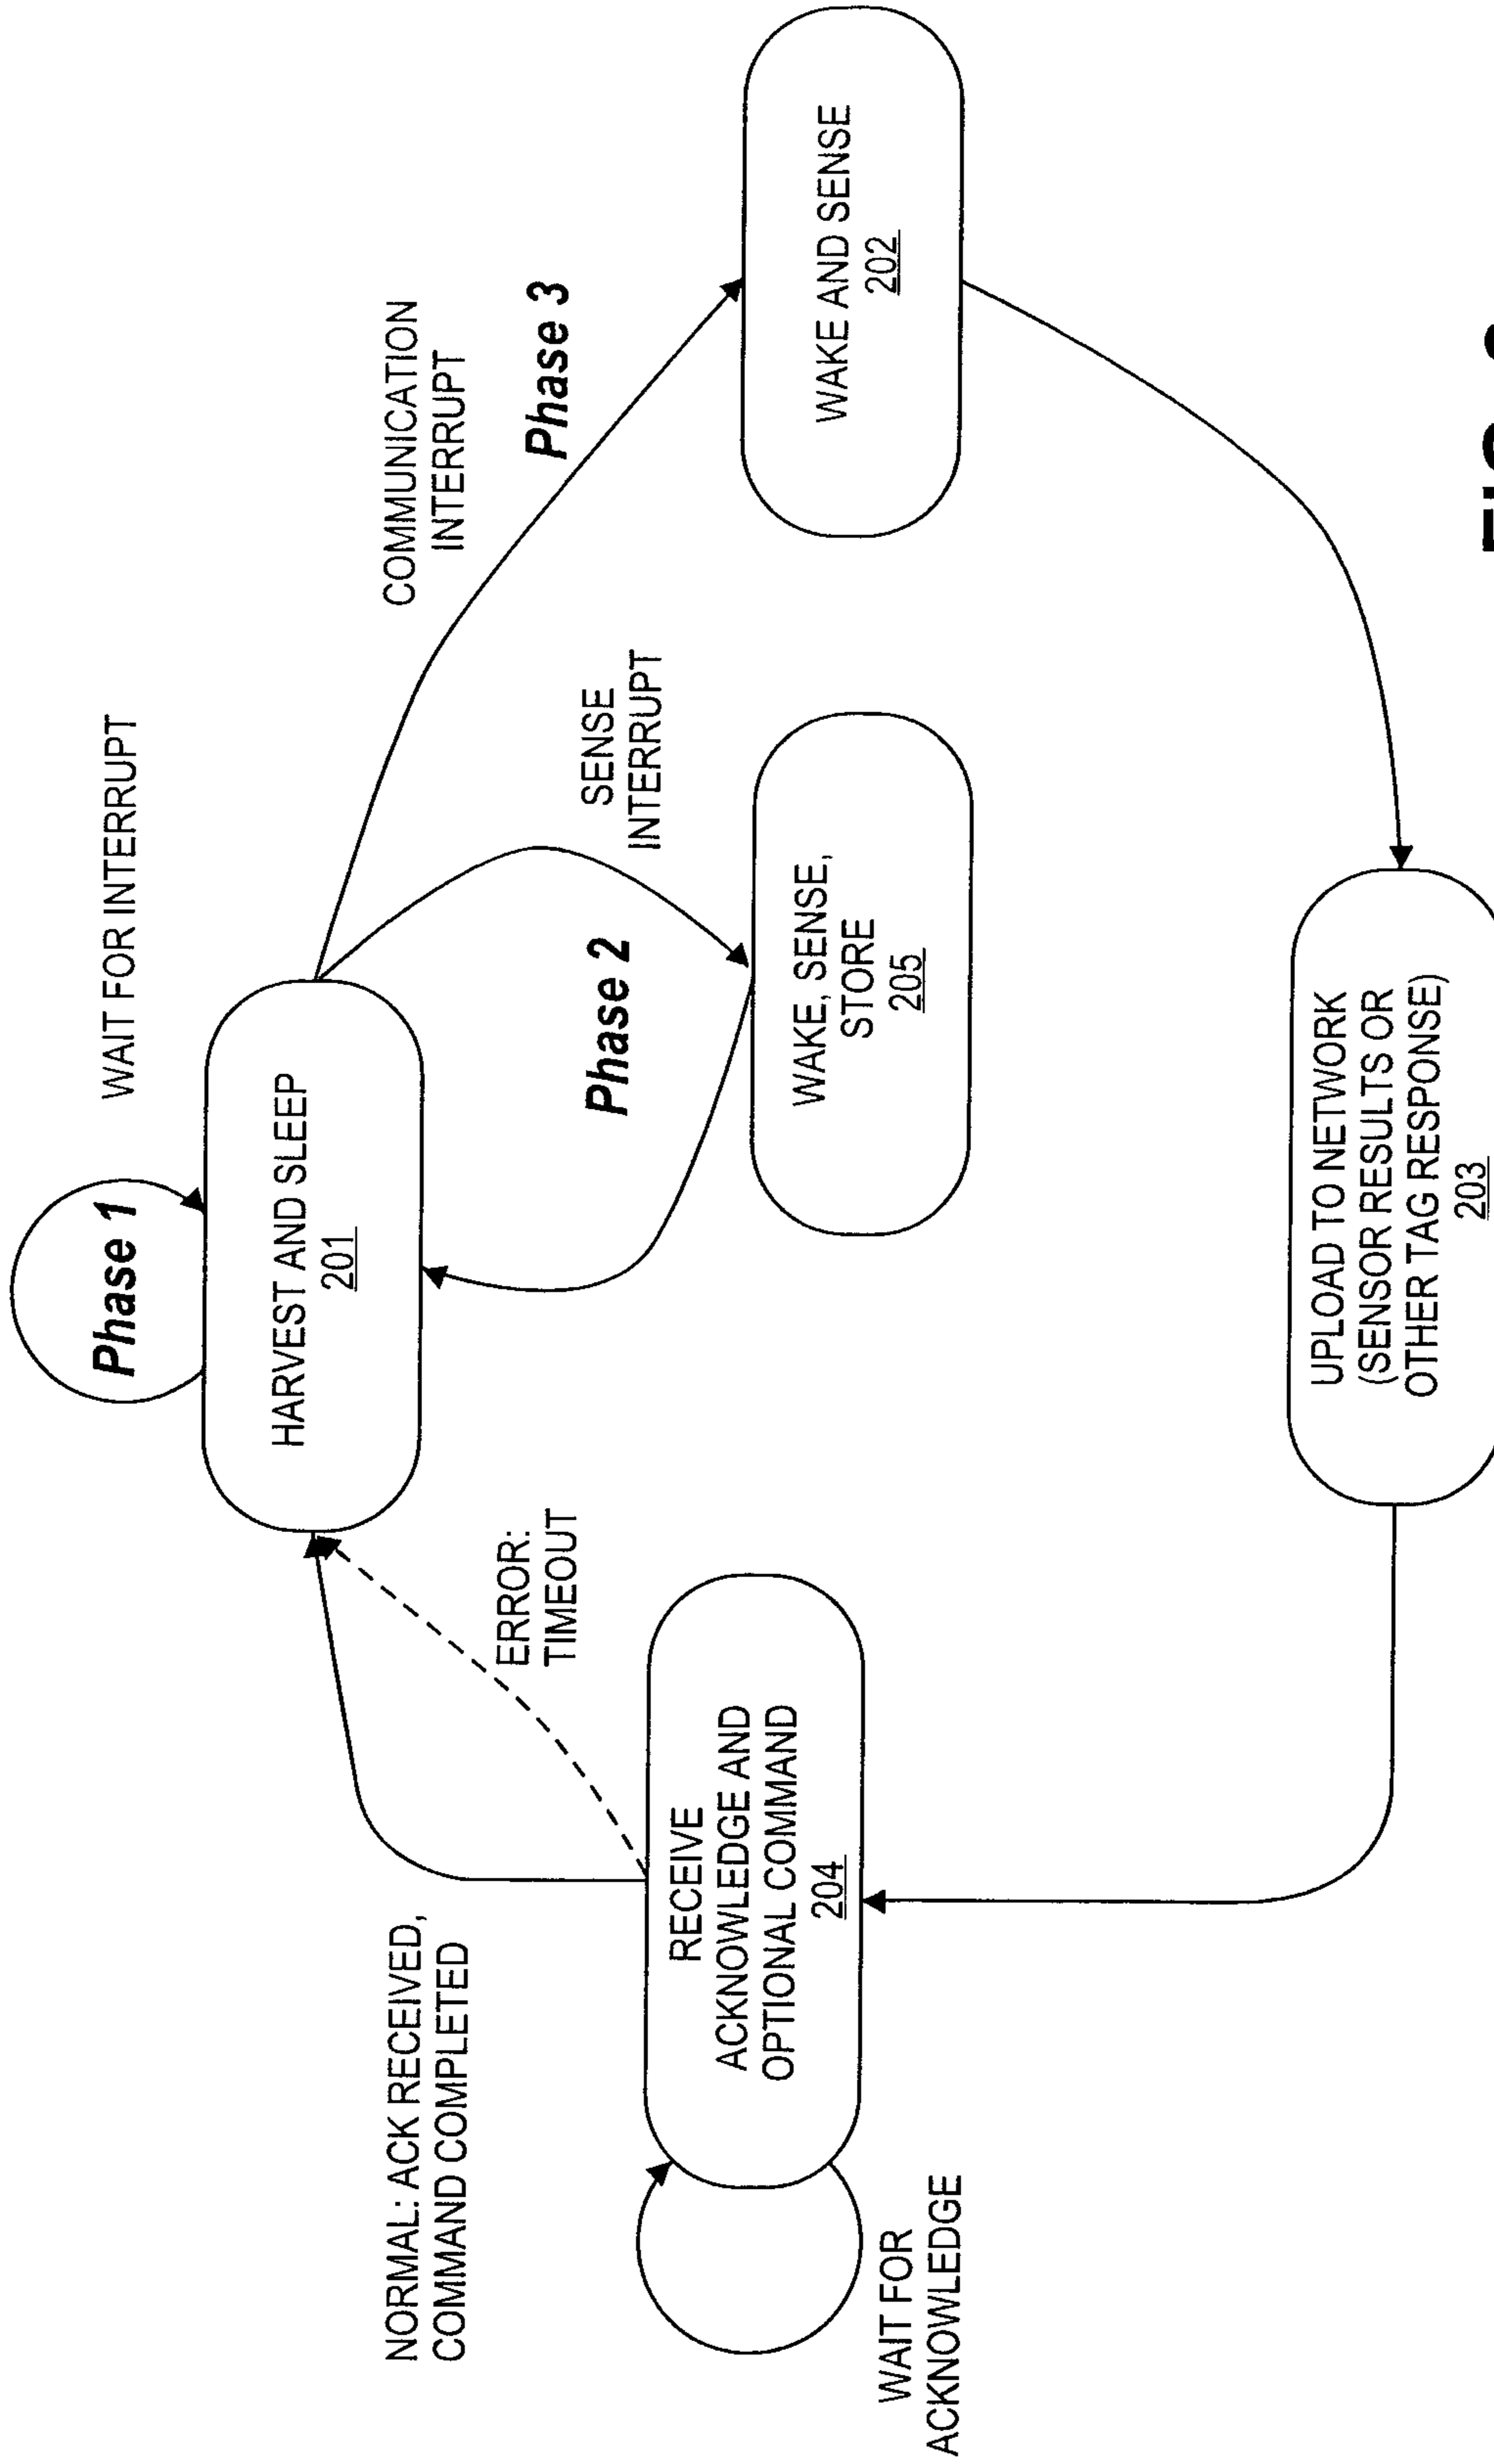 Phase 1
WAIT FOR INTERRUPT
HARVEST AND SLEEP
201
NORMAL: ACK RECEIVED,
COMMAND COMPLETED
COMMUNICATION
INTERRUPT
ERROR:
TIMEOUT
Phase 3
SENSE
INTERRUPT
Phase 2
RECEIVE
ACKNOWLEDGE AND
OPTIONAL COMMAND
204
WAKE, SENSE,
STORE
205
WAKE AND SENSE
202
WAIT FOR
ACKNOWLEDGE
UPLOAD TO NETWORK
(SENSOR RESULTS OR
OTHER TAG RESPONSE)
203